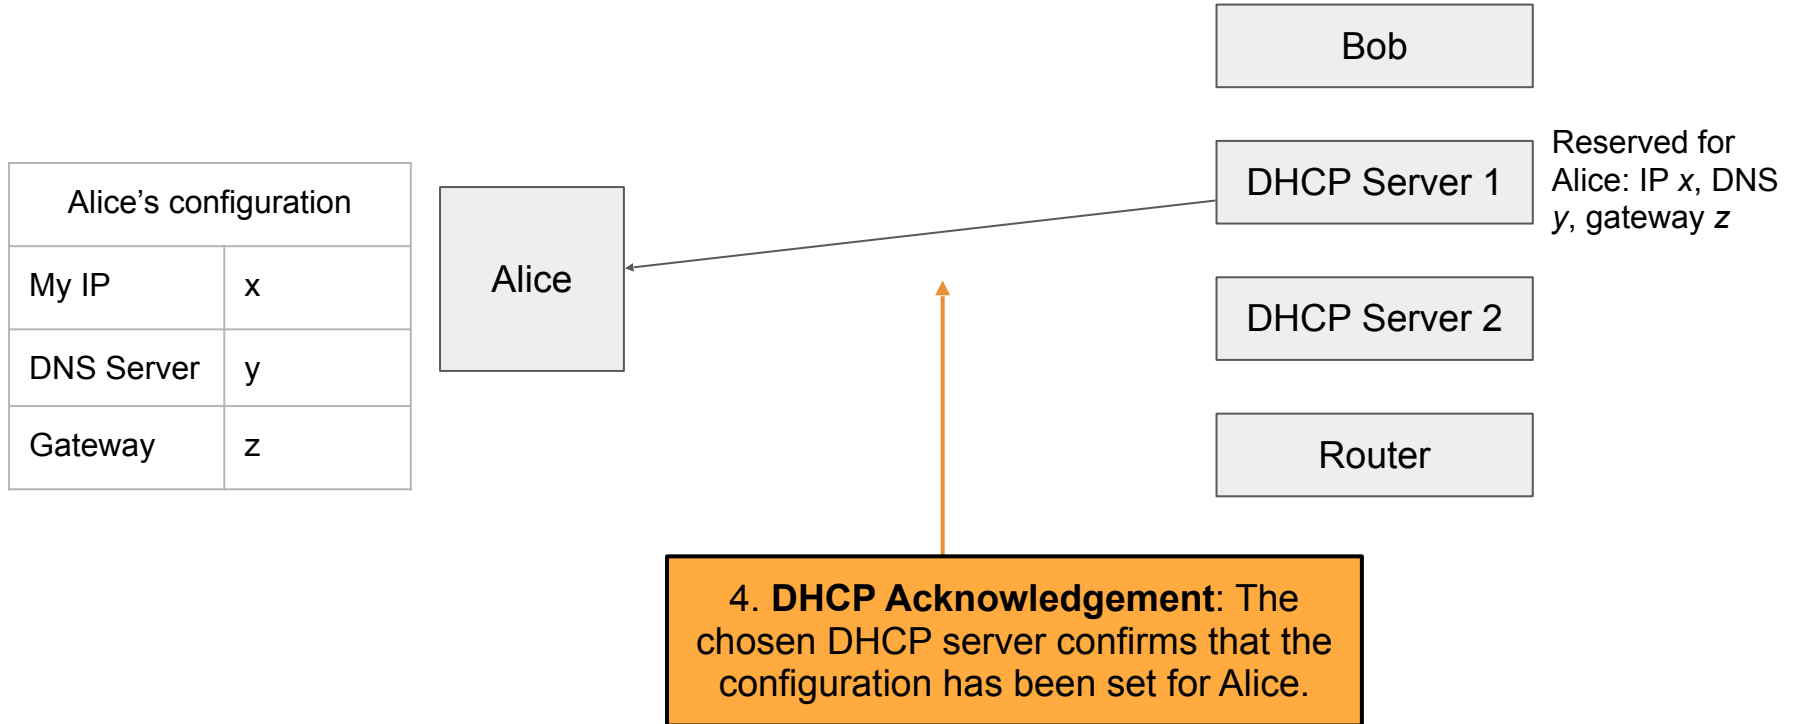 Bob
Reserved for
Alice: IP x, DNS
y, gateway z
DHCP Server 1
Alice’s configuration
My IP x
DNS Server y
Gateway z
Alice
DHCP Server 2
Router
4. DHCP Acknowledgement: The
chosen DHCP server confirms that the
configuration has been set for Alice.